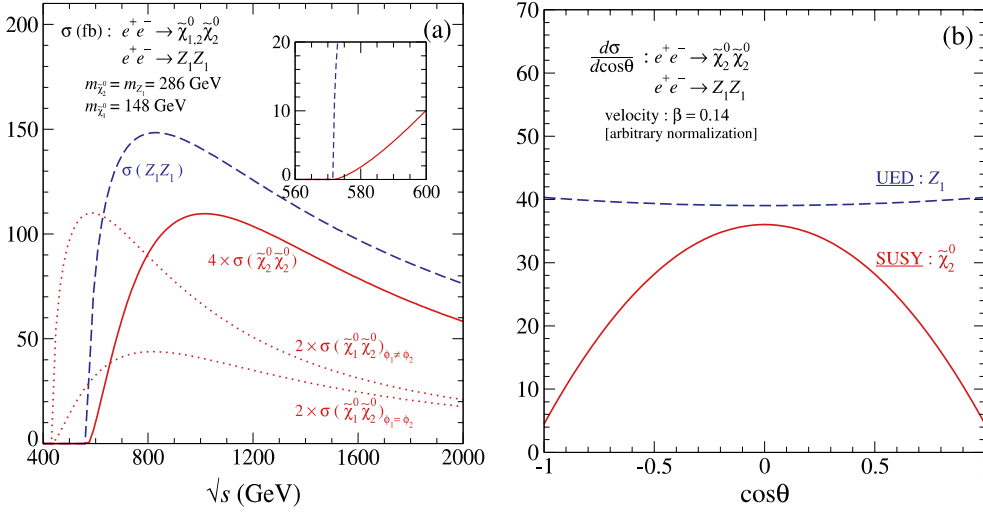 (a)
σ (fb) : e⁺e⁻ → χ̃⁰₁,₂χ̃⁰₂
e⁺e⁻ → Z₁Z₁
m_χ̃⁰₂ = m_Z₁ = 286 GeV
m_χ̃⁰₁ = 148 GeV
200
150
100
50
0
20
10
0
560 580 600
σ(Z₁Z₁)
4 × σ(χ̃⁰₂χ̃⁰₂)
2 × σ(χ̃⁰₁χ̃⁰₂)ϕ₁≠ϕ₂
2 × σ(χ̃⁰₁χ̃⁰₂)ϕ₁=ϕ₂
400 800 1200 1600 2000
√s (GeV)
(b)
dσ/dcosθ : e⁺e⁻ → χ̃⁰₂χ̃⁰₂
e⁺e⁻ → Z₁Z₁
velocity : β = 0.14
[arbitrary normalization]
70
60
50
40
30
20
10
0
UED : Z₁
SUSY : χ̃⁰₂
-1 -0.5 0 0.5
cosθ